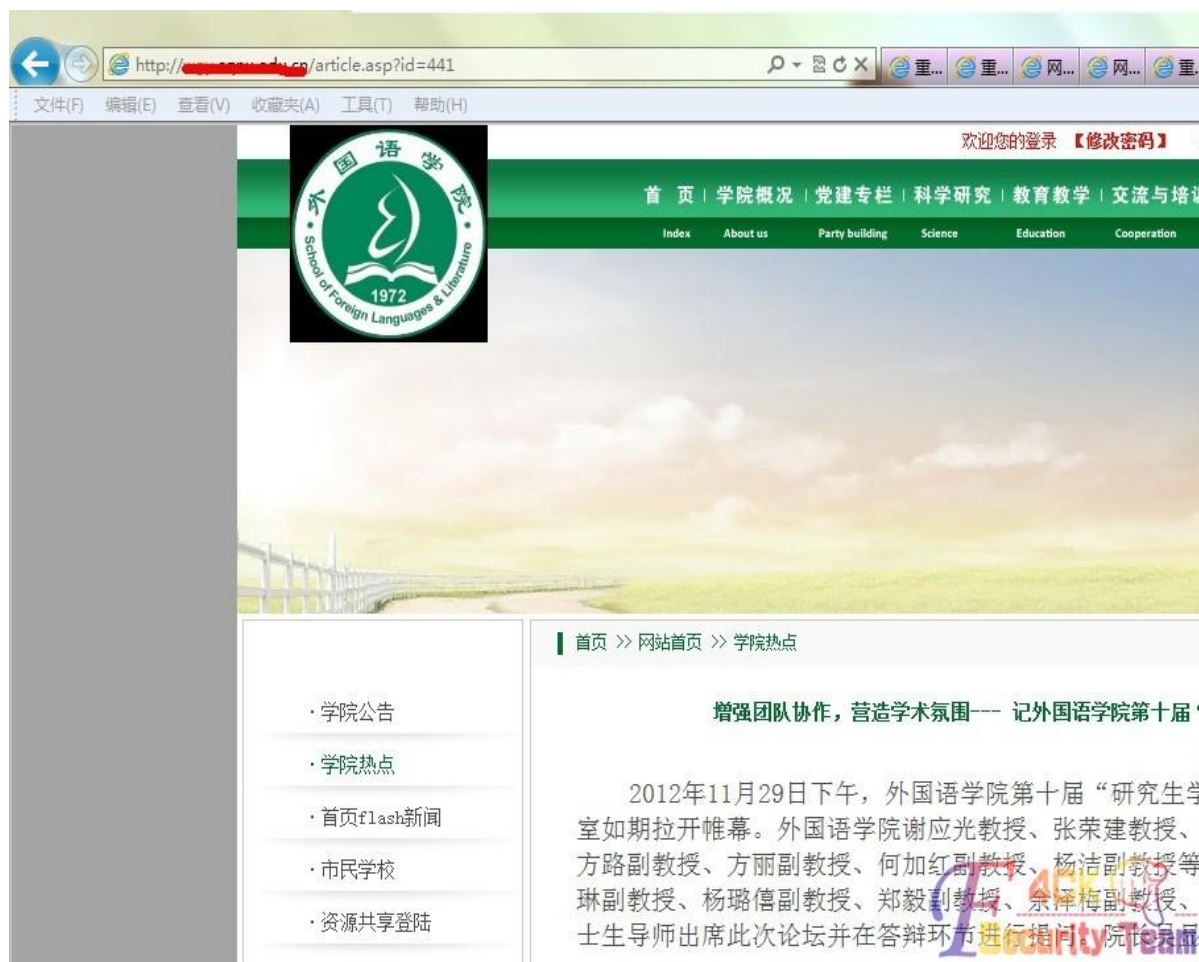 http:// /article.asp?id=441
重... 重... 网... 网... 重...
文件(F) 编辑(E) 查看(V) 收藏夹(A) 工具(T) 帮助(H)
欢迎您的登录 【修改密码】
外国语学院
School of Foreign Languages & Literature
1972
首 页 | 学院概况 | 党建专栏 | 科学研究 | 教育教学 | 交流与培训
Index About us Party building Science Education Cooperation
首页 >> 网站首页 >> 学院热点
·学院公告
·学院热点
·首页flash新闻
·市民学校
·资源共享登陆
增强团队协作，营造学术氛围--- 记外国语学院第十届“
2012年11月29日下午，外国语学院第十届“研究生学
室如期拉开帷幕。外国语学院谢应光教授、张荣建教授、
方路副教授、方丽副教授、何加红副教授、杨洁副教授等
琳副教授、杨璐僖副教授、郑毅副教授、余泽梅副教授、
士生导师出席此次论坛并在答辩环节进行提问。院长
F4CK Security Team